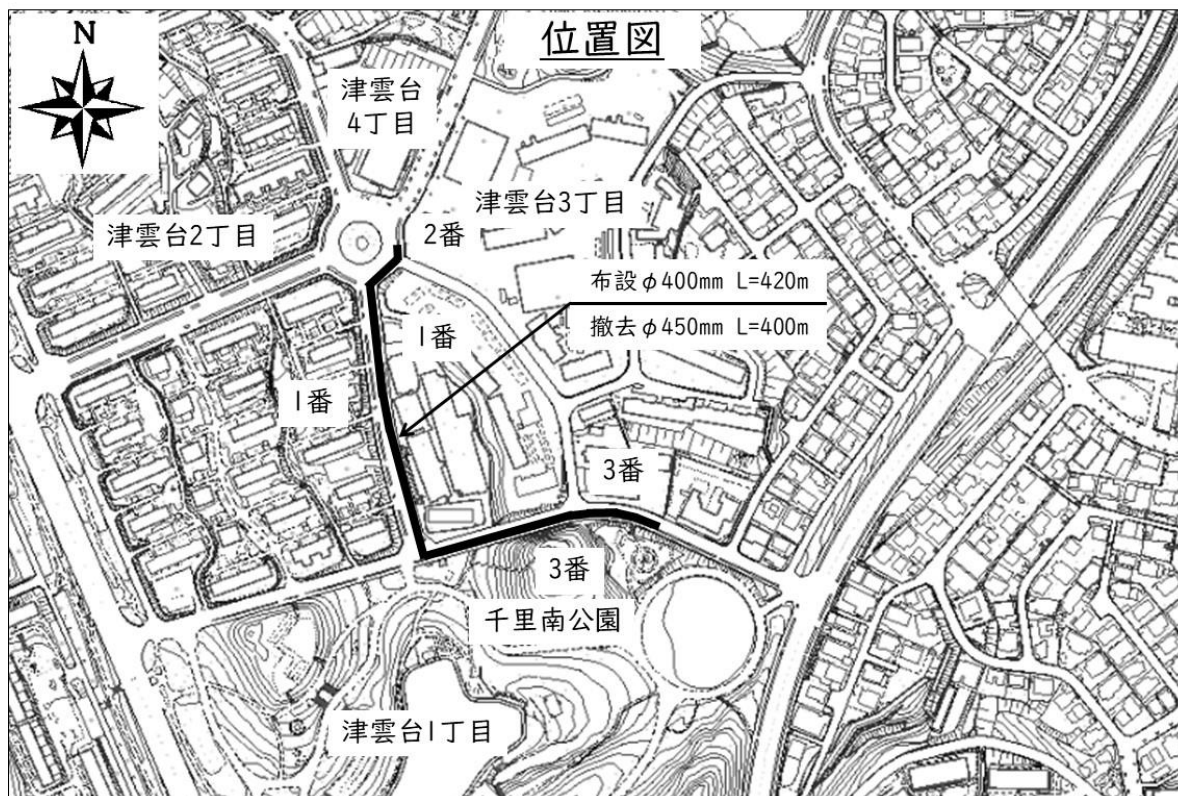 位置図
N
津雲台
4丁目
津雲台3丁目
津雲台2丁目
2番
布設φ400mm L=420m
撤去φ450mm L=400m
1番
1番
3番
3番
千里南公園
津雲台1丁目